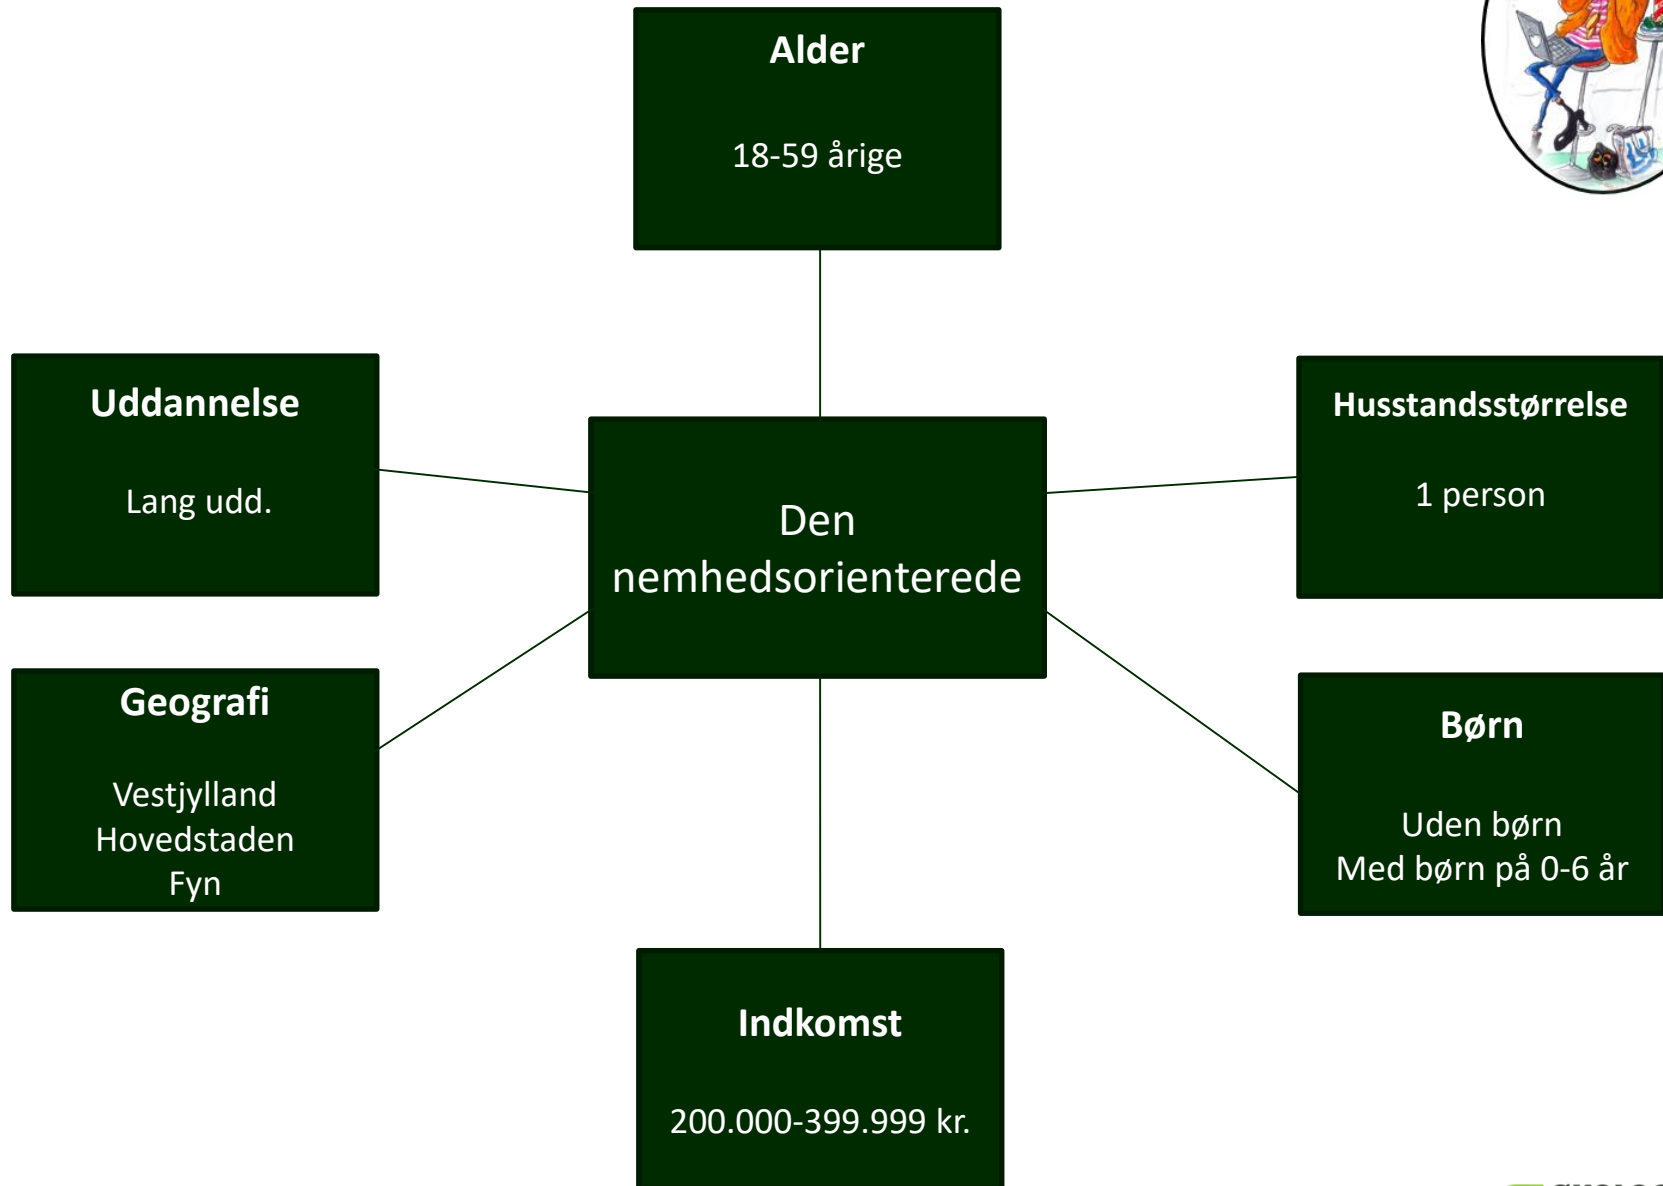 Alder
18-59 årige
Uddannelse
Lang udd.
Husstandsstørrelse
1 person
Den
nemhedsorienterede
Geografi
Vestjylland
Hovedstaden
Fyn
Børn
Uden børn
Med børn på 0-6 år
Indkomst
200.000-399.999 kr.